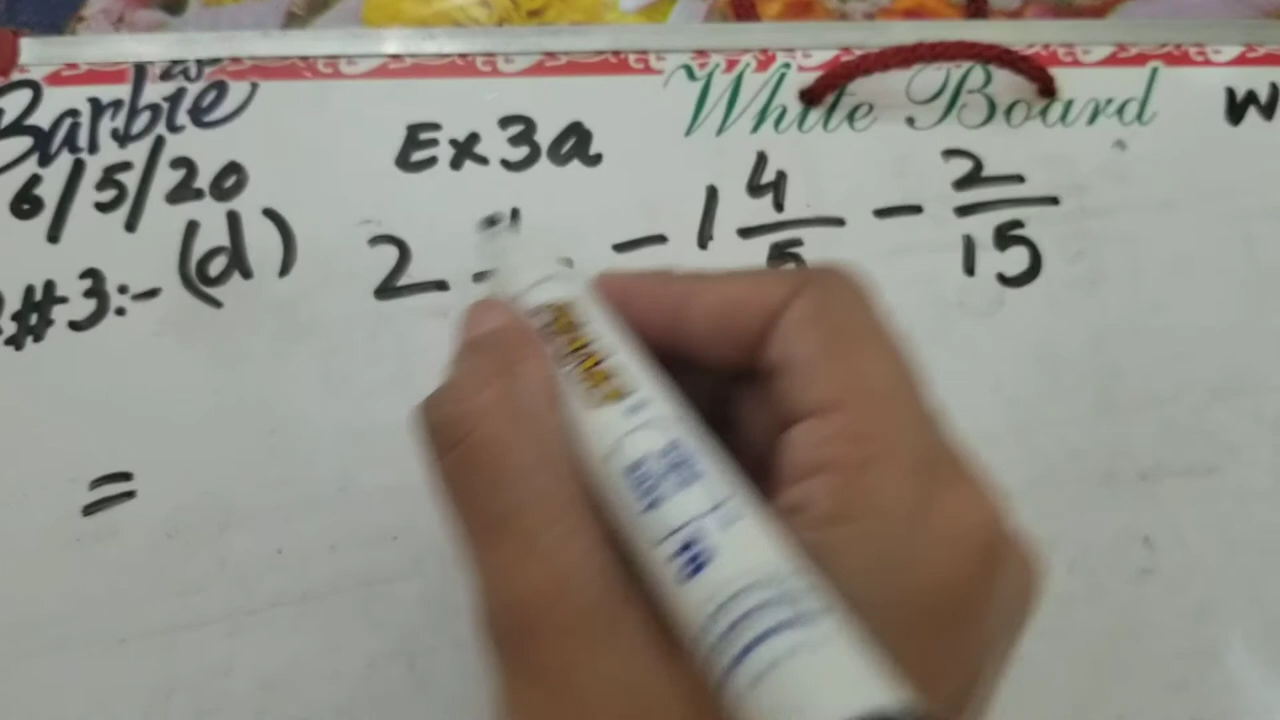 Barbie
White Board
W
6/5/20
Ex3a
#3:- (d) 2 - 1 4/5 - 2/15
=